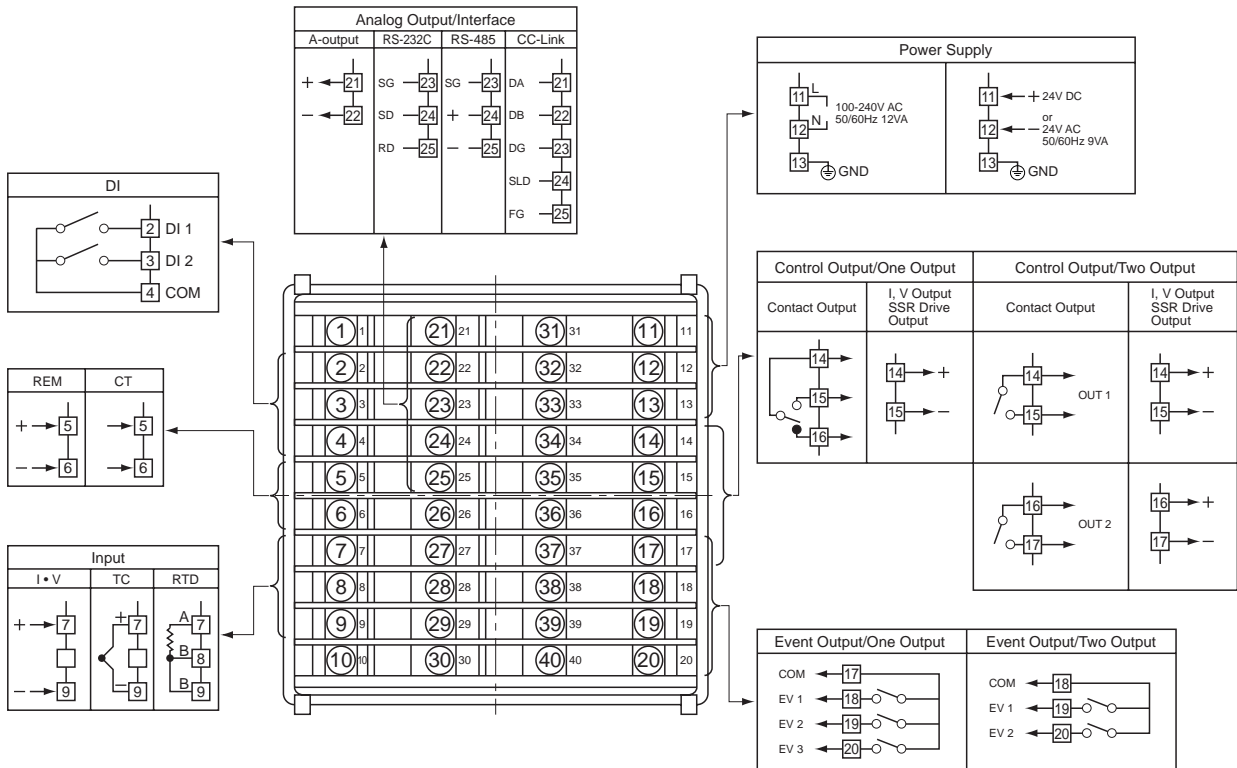 Analog Output/Interface
A-output RS-232C RS-485 CC-Link
+ 21 SG 23 SG 23 DA 21
− 22 SD 24 + 24 DB 22
RD 25 − 25 DG 23
SLD 24
FG 25
Power Supply
11 L 11 + 24V DC
100-240V AC
50/60Hz 12VA
12 N 12 −
or
24V AC
50/60Hz 9VA
13 GND 13 GND
DI
2 DI 1
3 DI 2
4 COM
REM CT
+ 5 5
− 6 6
Input
I • V TC RTD
+ 7 + 7 A 7
B 8
− 9 − 9 B 9
1 1 21 21 31 31 11 11
2 2 22 22 32 32 12 12
3 3 23 23 33 33 13 13
4 4 24 24 34 34 14 14
5 5 25 25 35 35 15 15
6 6 26 26 36 36 16 16
7 7 27 27 37 37 17 17
8 8 28 28 38 38 18 18
9 9 29 29 39 39 19 19
10 10 30 30 40 40 20 20
Control Output/One Output Control Output/Two Output
Contact Output
I, V Output
SSR Drive
Output
Contact Output
I, V Output
SSR Drive
Output
14 14 + 14 14 +
OUT 1
15 15 − 15 15 −
16
16 16 +
OUT 2
17 17 −
Event Output/One Output Event Output/Two Output
COM 17 COM 18
EV 1 18 EV 1 19
EV 2 19 EV 2 20
EV 3 20